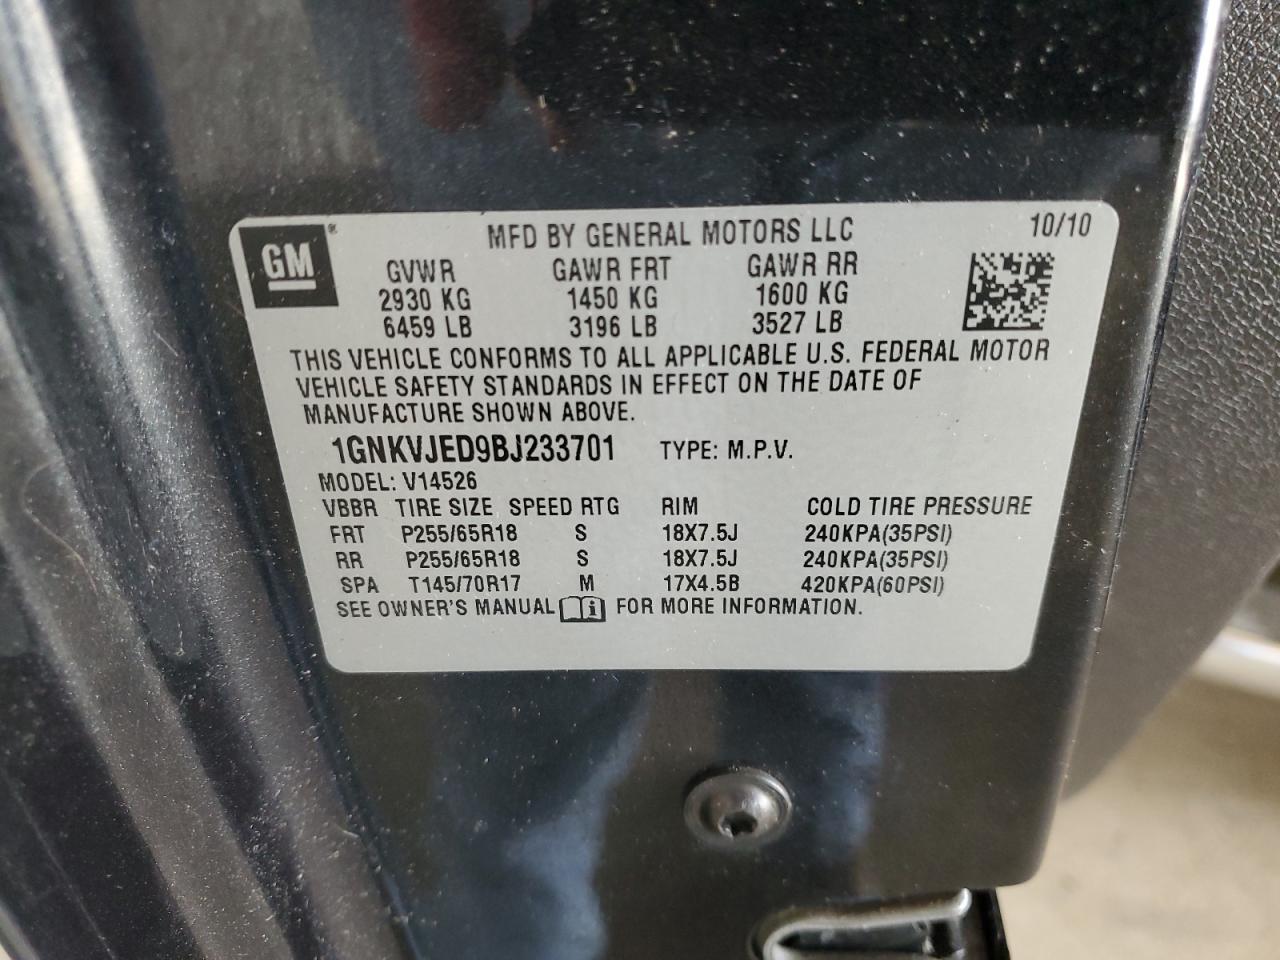 GM®
MFD BY GENERAL MOTORS LLC 10/10
GVWR GAWR FRT GAWR RR
2930 KG 1450 KG 1600 KG
6459 LB 3196 LB 3527 LB
THIS VEHICLE CONFORMS TO ALL APPLICABLE U.S. FEDERAL MOTOR
VEHICLE SAFETY STANDARDS IN EFFECT ON THE DATE OF
MANUFACTURE SHOWN ABOVE.
1GNKVJED9BJ233701 TYPE: M.P.V.
MODEL: V14526
VBBR TIRE SIZE SPEED RTG RIM COLD TIRE PRESSURE
FRT P255/65R18 S 18X7.5J 240KPA(35PSI)
RR P255/65R18 S 18X7.5J 240KPA(35PSI)
SPA T145/70R17 M 17X4.5B 420KPA(60PSI)
SEE OWNER'S MANUAL i FOR MORE INFORMATION.